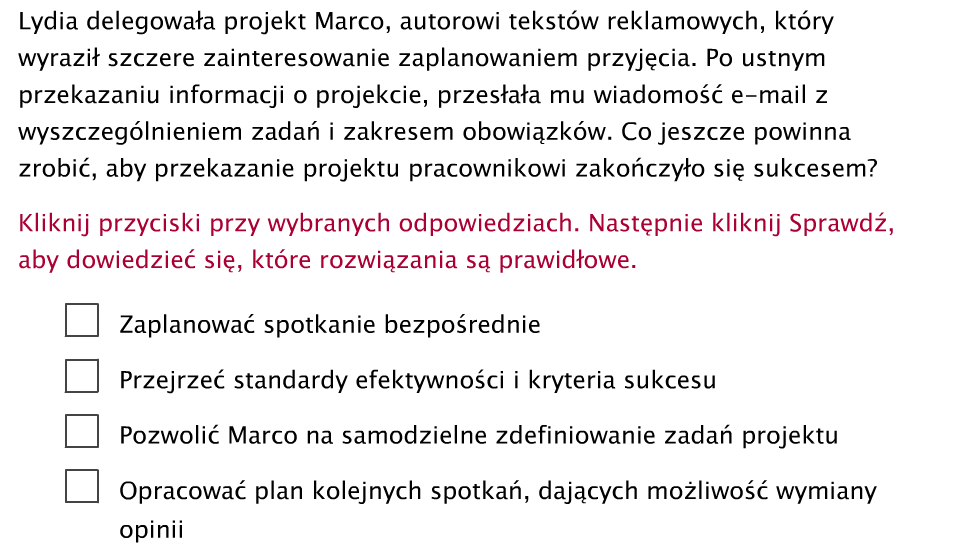 Lydia delegowała projekt Marco, autorowi tekstów reklamowych, który
wyraził szczere zainteresowanie zaplanowaniem przyjęcia. Po ustnym
przekazaniu informacji o projekcie, przesłała mu wiadomość e-mail z
wyszczególnieniem zadań i zakresem obowiązków. Co jeszcze powinna
zrobić, aby przekazanie projektu pracownikowi zakończyło się sukcesem?
Kliknij przyciski przy wybranych odpowiedziach. Następnie kliknij Sprawdź,
aby dowiedzieć się, które rozwiązania są prawidłowe.
Zaplanować spotkanie bezpośrednie
Przejrzeć standardy efektywności i kryteria sukcesu
Pozwolić Marco na samodzielne zdefiniowanie zadań projektu
Opracować plan kolejnych spotkań, dających możliwość wymiany
opinii